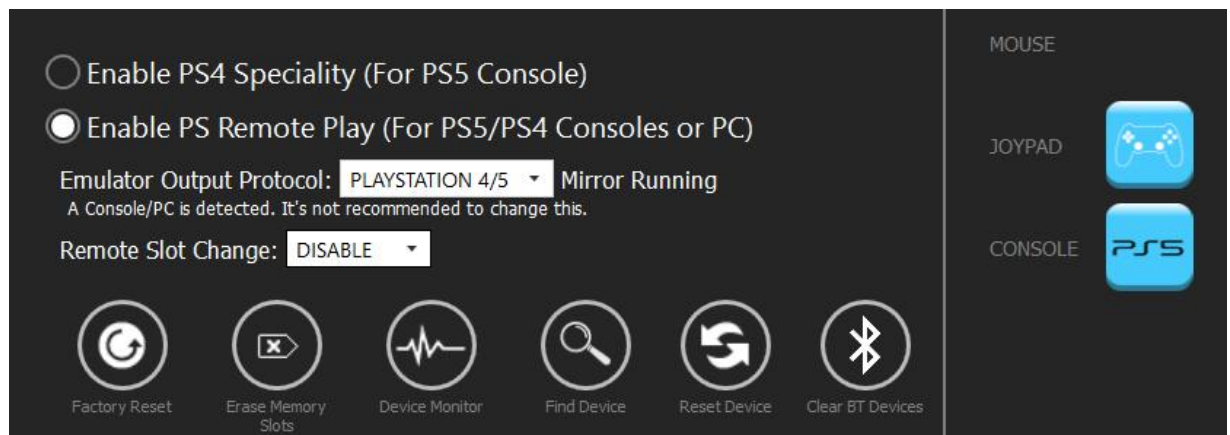 Enable PS4 Speciality (For PS5 Console)
Enable PS Remote Play (For PS5/PS4 Consoles or PC)
Emulator Output Protocol: PLAYSTATION 4/5 Mirror Running
A Console/PC is detected. It's not recommended to change this.
Remote Slot Change: DISABLE
Factory Reset
Erase Memory
Slots
Device Monitor
Find Device
Reset Device
Clear BT Devices
MOUSE
JOYPAD
CONSOLE PS5